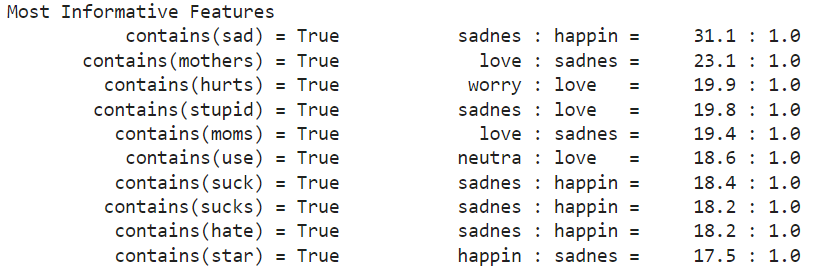 Most Informative Features
contains(sad) = True sadnes : happin = 31.1 : 1.0
contains(mothers) = True love : sadnes = 23.1 : 1.0
contains(hurts) = True worry : love = 19.9 : 1.0
contains(stupid) = True sadnes : love = 19.8 : 1.0
contains(moms) = True love : sadnes = 19.4 : 1.0
contains(use) = True neutra : love = 18.6 : 1.0
contains(suck) = True sadnes : happin = 18.4 : 1.0
contains(sucks) = True sadnes : happin = 18.2 : 1.0
contains(hate) = True sadnes : happin = 18.2 : 1.0
contains(star) = True happin : sadnes = 17.5 : 1.0